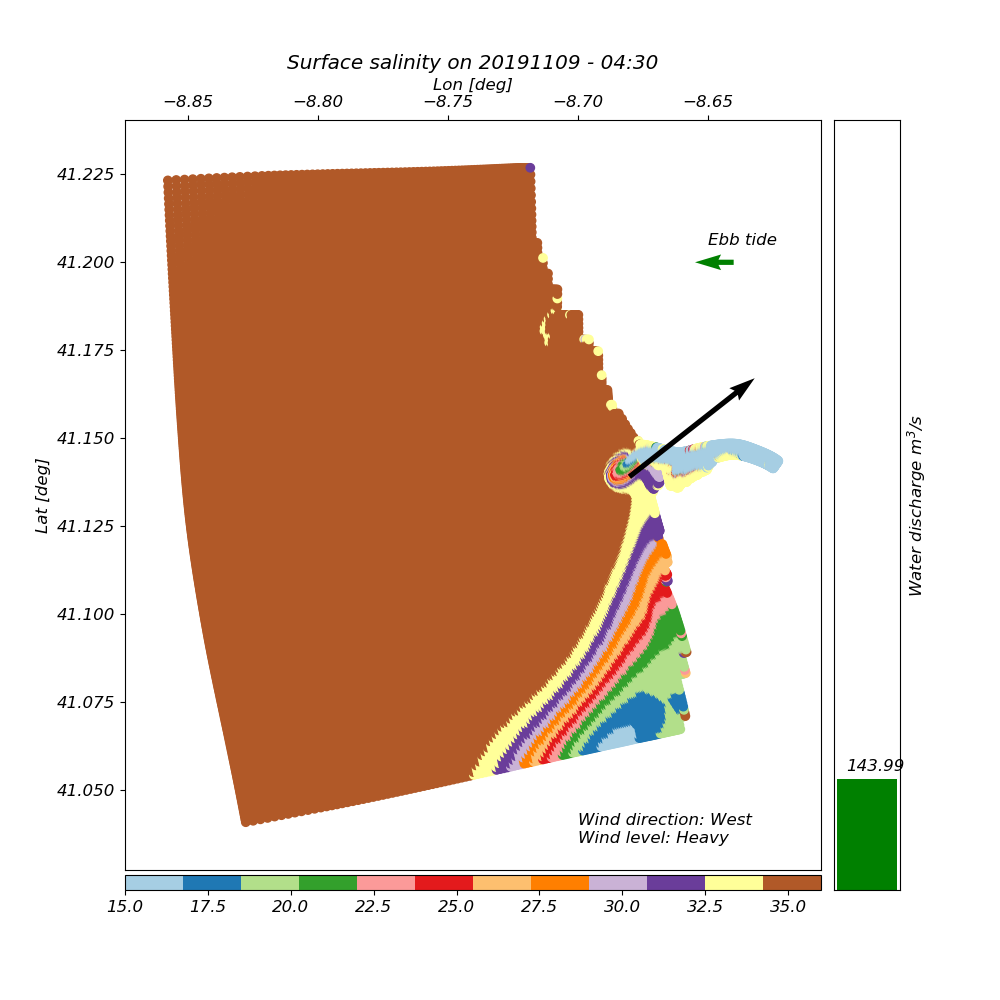 Surface salinity on 20191109 - 04:30
Lon [deg]
−8.85 −8.80 −8.75 −8.70 −8.65
41.225
41.200
41.175
41.150
41.125
41.100
41.075
41.050
Lat [deg]
Ebb tide
Wind direction: West
Wind level: Heavy
15.0 17.5 20.0 22.5 25.0 27.5 30.0 32.5 35.0
143.99
Water discharge m³/s